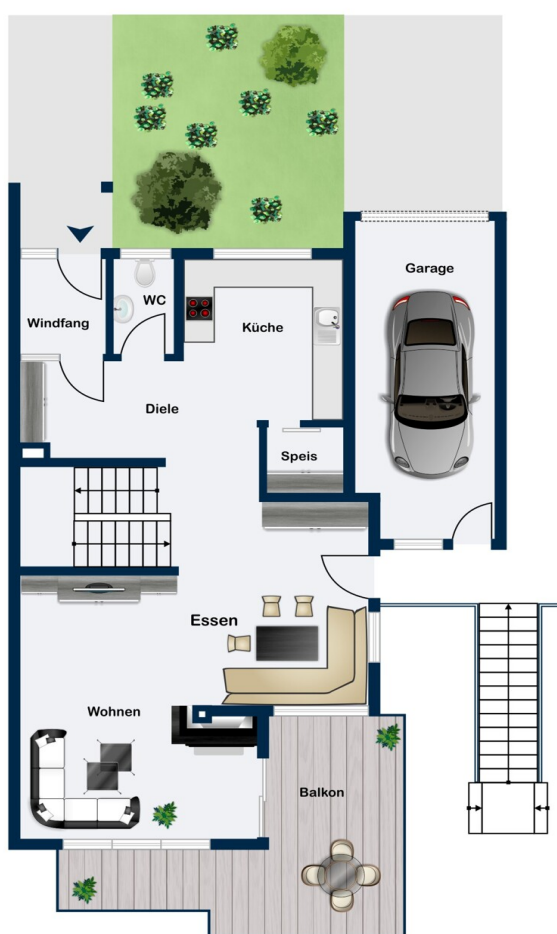 Garage
WC
Windfang
Küche
Diele
Speis
Essen
Wohnen
Balkon